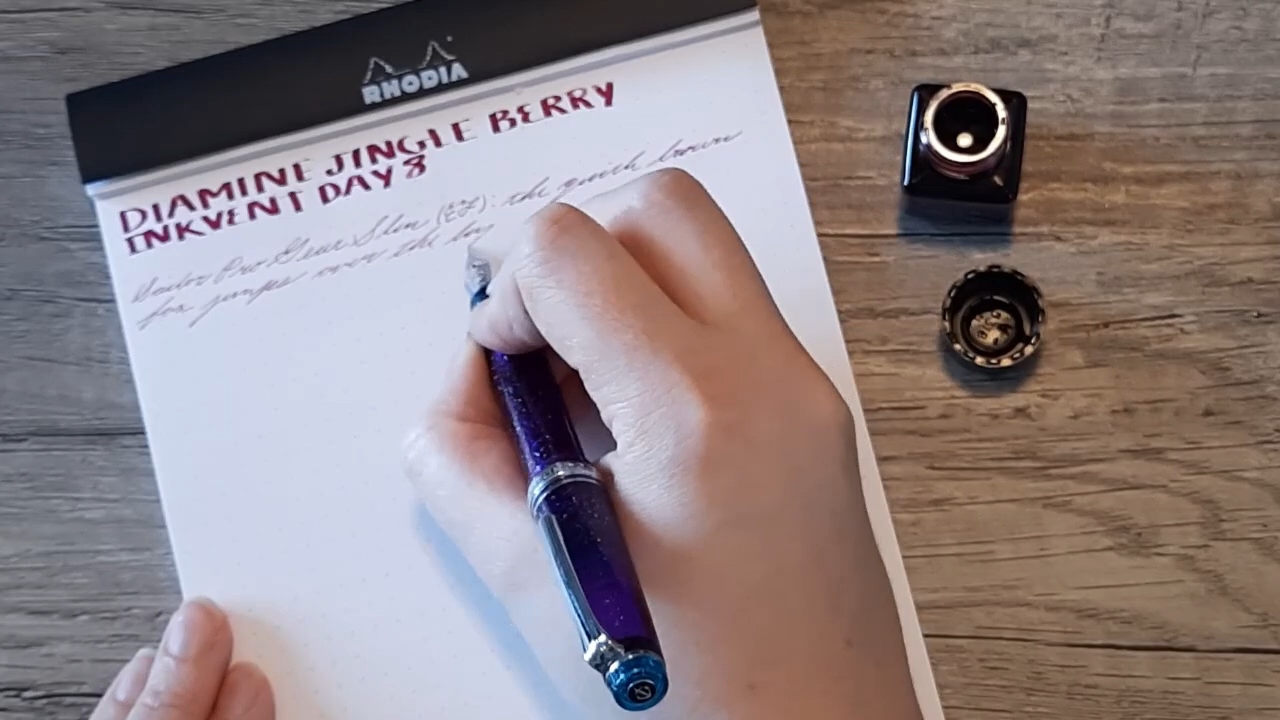 RHODIA
DIAMINE JINGLE BERRY
INKVENT DAY 8
Sailor Pro Gear Slim (EF): the quick brown
fox jumps over the